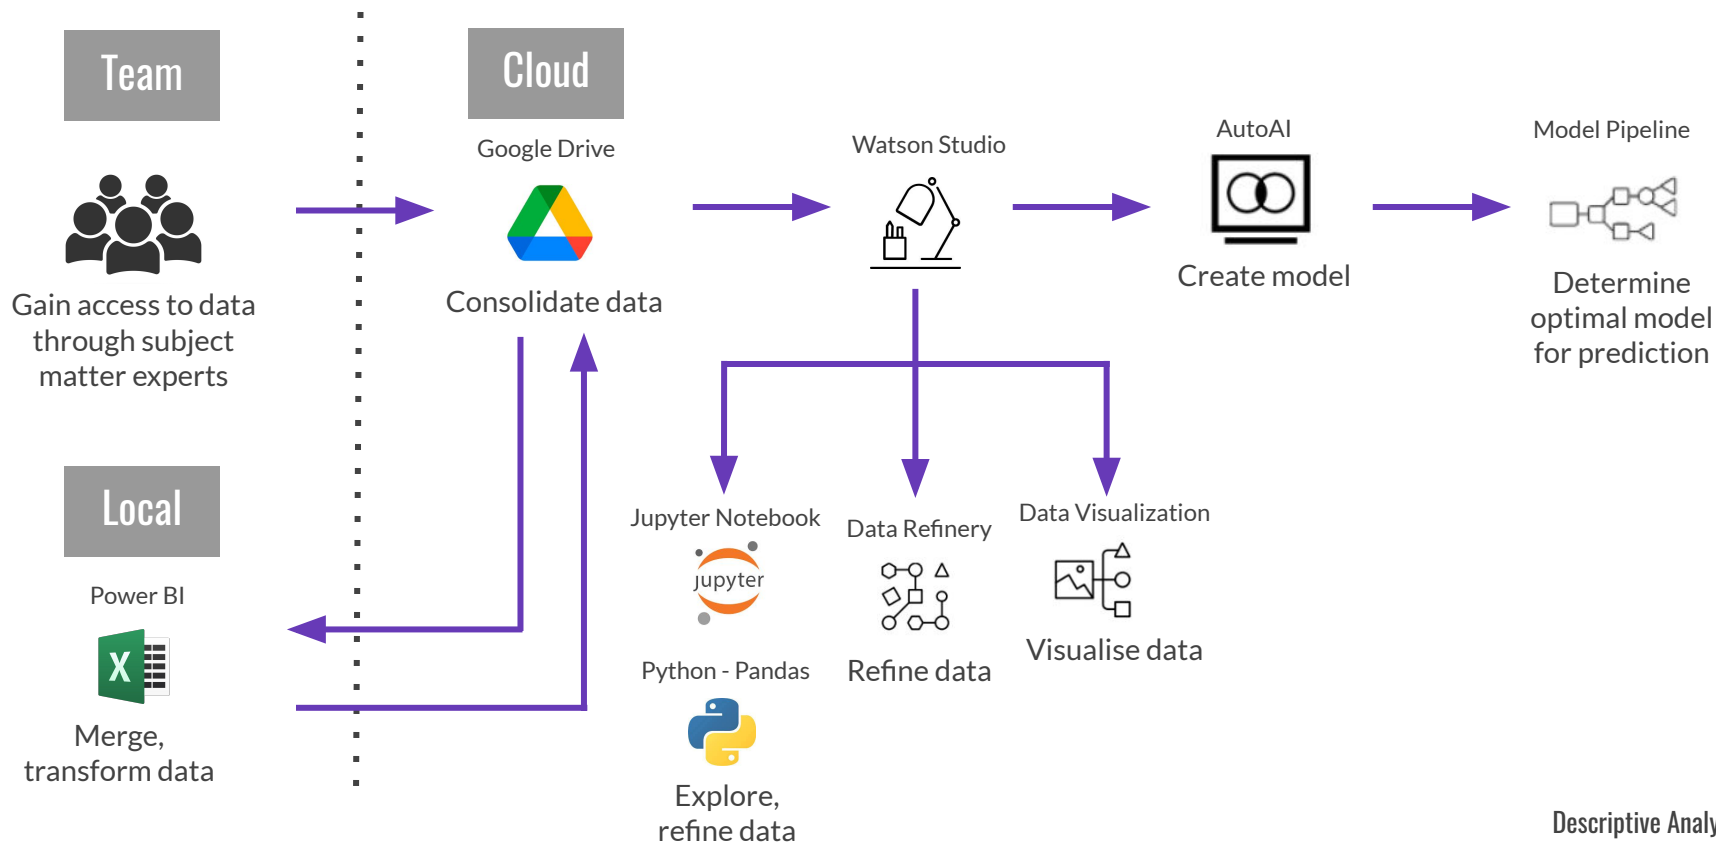 Team
Gain access to data
through subject
matter experts
Local
Power BI
X
Merge,
transform data
Cloud
Google Drive
Consolidate data
Watson Studio
AutoAI
Create model
Model Pipeline
Determine
optimal model
for prediction
Jupyter Notebook
jupyter
Python - Pandas
Explore,
refine data
Data Refinery
Refine data
Data Visualization
Visualise data
Descriptive Analy